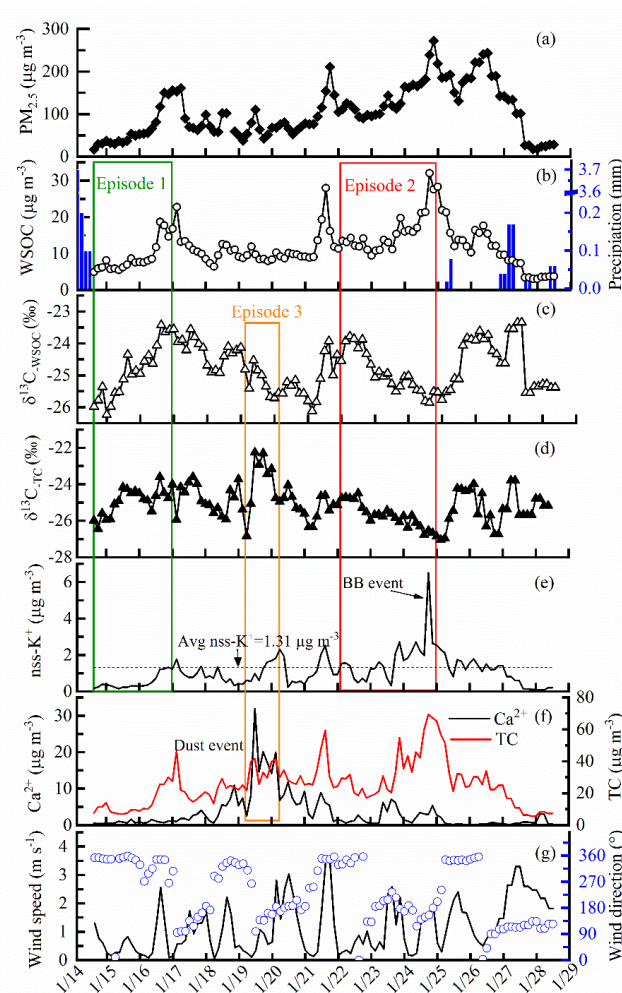 (a)
300
200
100
0
PM2.5 (µg m-3)
Episode 1
Episode 2
(b)
30
20
10
0
WSOC (µg m-3)
3.7
3.6
0.2
0.1
0.0
Precipiation (mm)
Episode 3
(c)
-23
-24
-25
-26
δ13C-WSOC (‰)
(d)
-22
-24
-26
-28
δ13C-TC (‰)
(e)
BB event
Avg nss-K+=1.31 µg m-3
6
4
2
0
nss-K+ (µg m-3)
(f)
Ca2+
TC
Dust event
30
20
10
0
Ca2+ (µg m-3)
80
60
40
20
0
TC (µg m-3)
(g)
4
3
2
1
0
Wind speed (m s-1)
360
270
180
90
0
Wind direction (°)
1/14 1/15 1/16 1/17 1/18 1/19 1/20 1/21 1/22 1/23 1/24 1/25 1/26 1/27 1/28 1/29